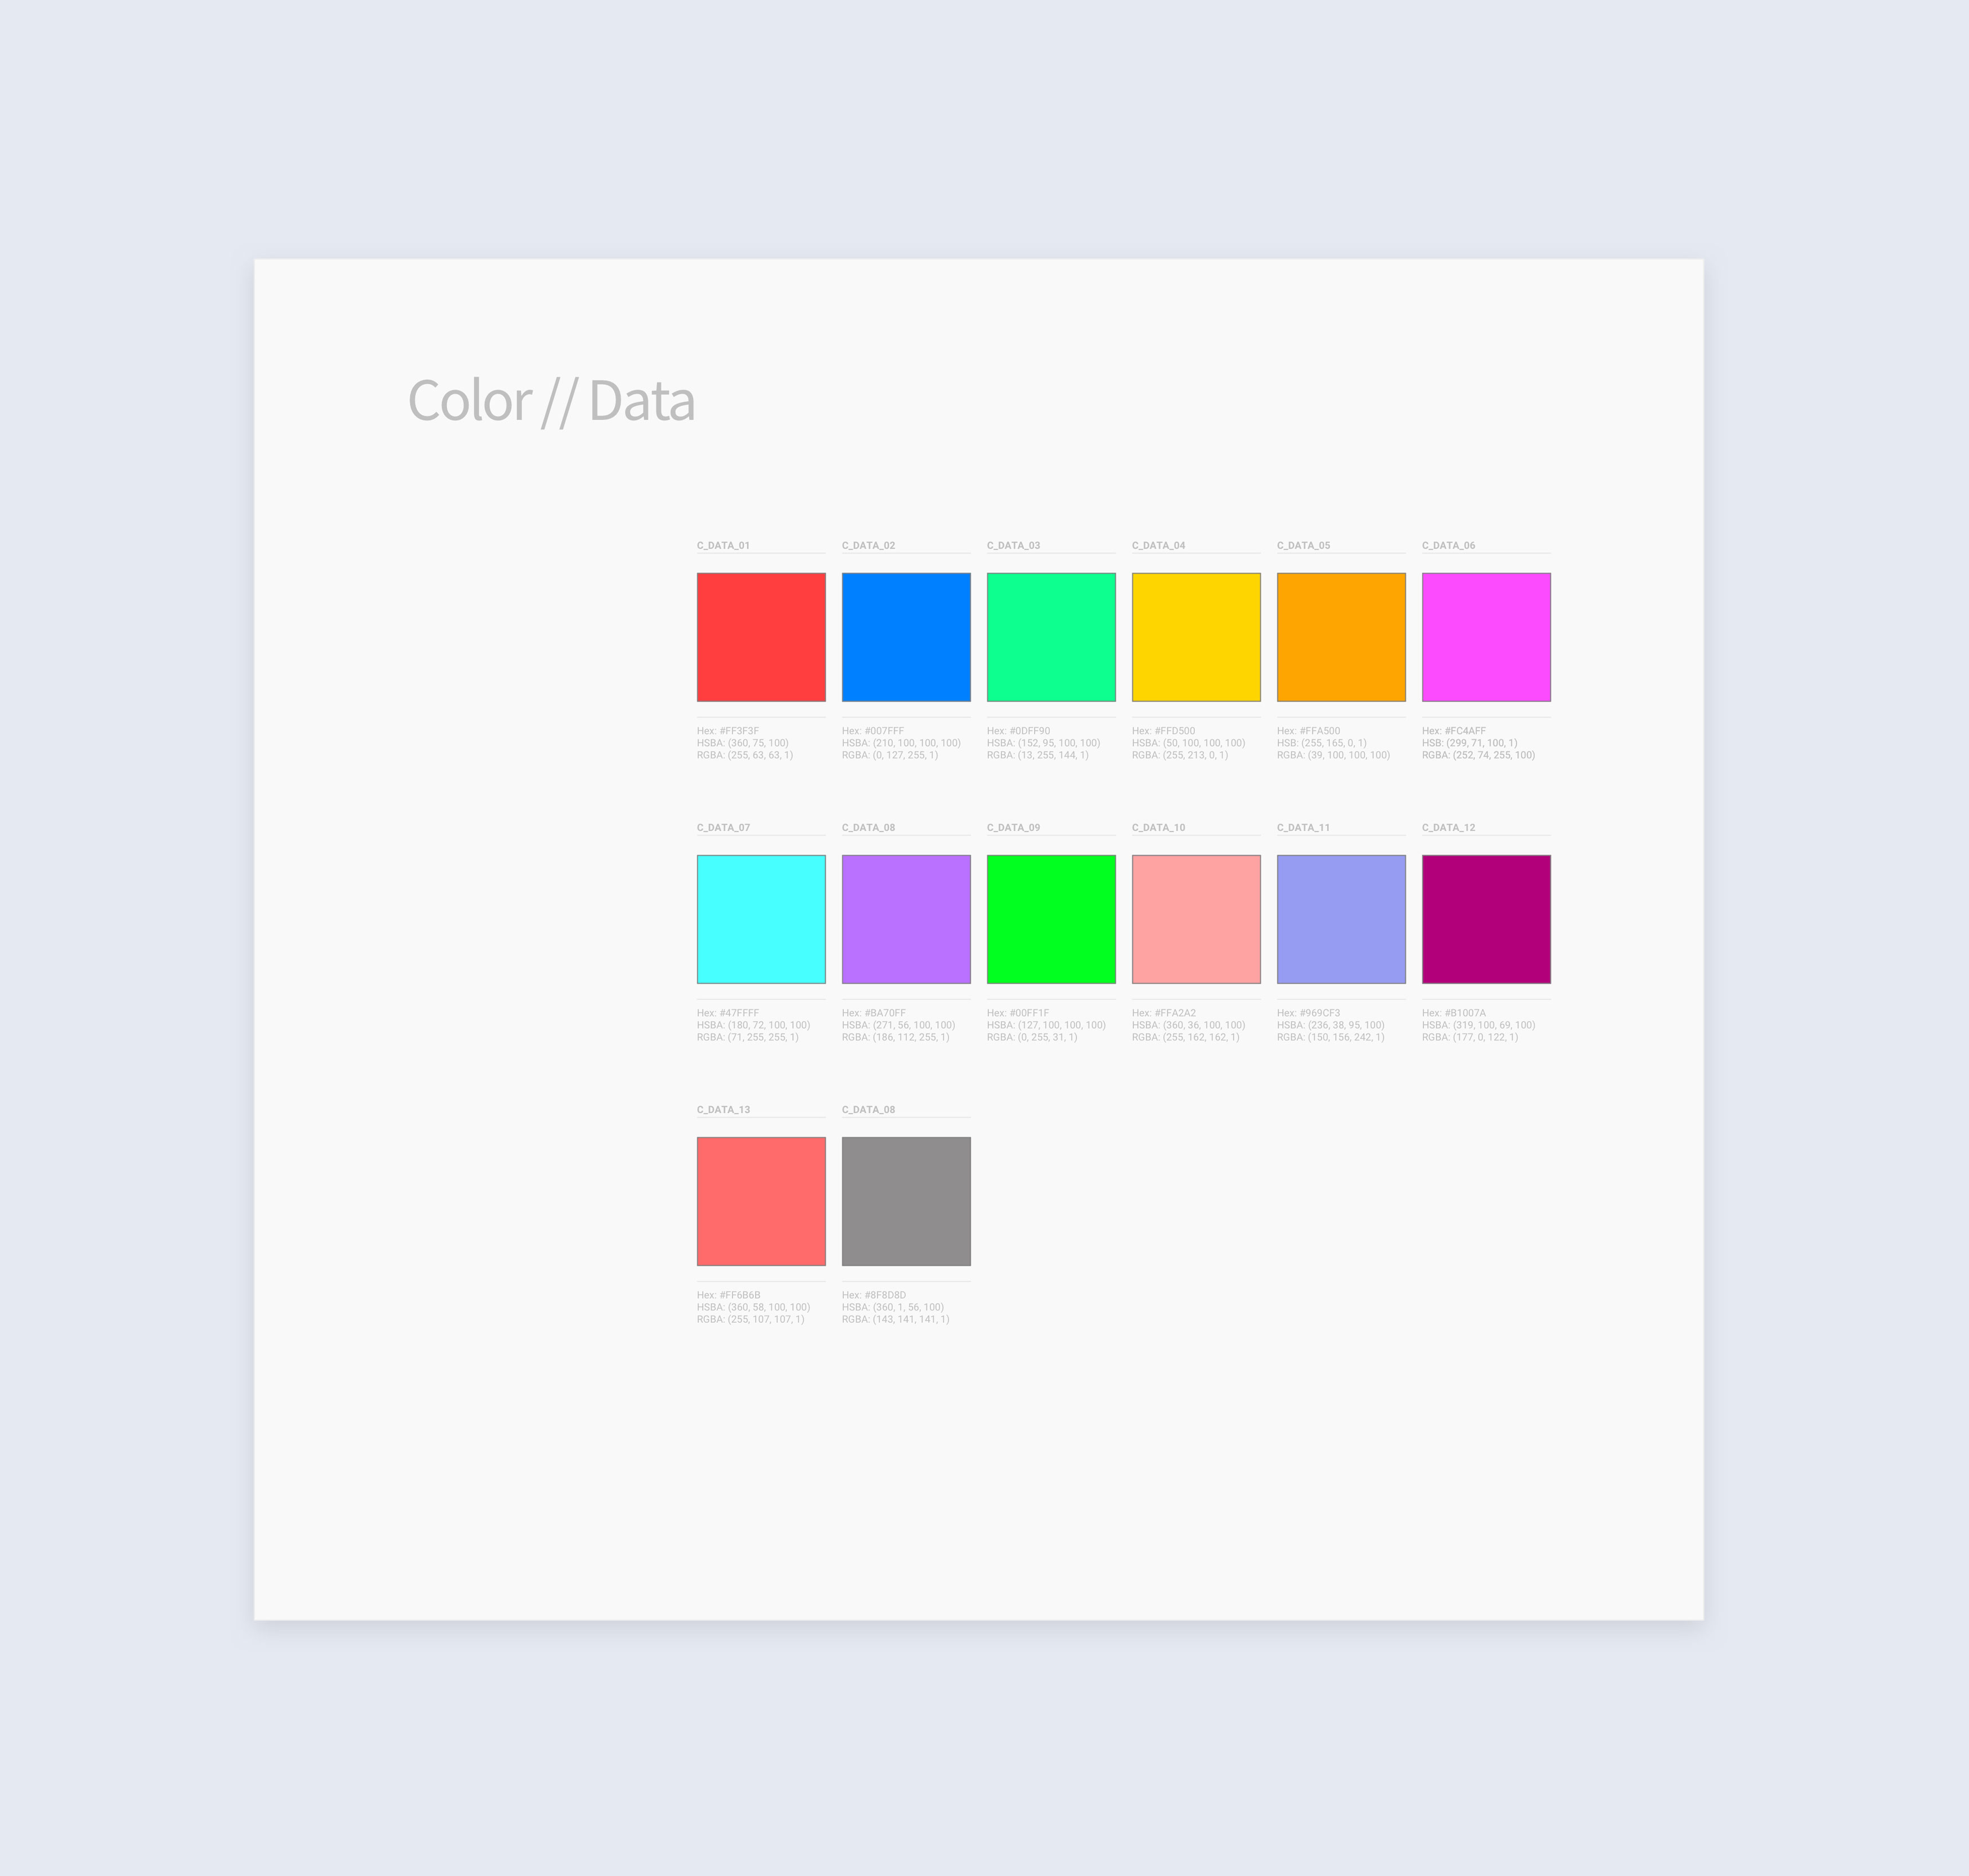 Color // Data
C_DATA_01
C_DATA_02
C_DATA_03
C_DATA_04
C_DATA_05
C_DATA_06
Hex: #FF3F3F
HSBA: (360, 75, 100)
RGBA: (255, 63, 63, 1)
Hex: #007FFF
HSBA: (210, 100, 100, 100)
RGBA: (0, 127, 255, 1)
Hex: #0DFF90
HSBA: (152, 95, 100, 100)
RGBA: (13, 255, 144, 1)
Hex: #FFD500
HSBA: (50, 100, 100, 100)
RGBA: (255, 213, 0, 1)
Hex: #FFA500
HSB: (255, 165, 0, 1)
RGBA: (39, 100, 100, 100)
Hex: #FC4AFF
HSB: (299, 71, 100, 1)
RGBA: (252, 74, 255, 100)
C_DATA_07
C_DATA_08
C_DATA_09
C_DATA_10
C_DATA_11
C_DATA_12
Hex: #47FFFF
HSBA: (180, 72, 100, 100)
RGBA: (71, 255, 255, 1)
Hex: #BA70FF
HSBA: (271, 56, 100, 100)
RGBA: (186, 112, 255, 1)
Hex: #00FF1F
HSBA: (127, 100, 100, 100)
RGBA: (0, 255, 31, 1)
Hex: #FFA2A2
HSBA: (360, 36, 100, 100)
RGBA: (255, 162, 162, 1)
Hex: #969CF3
HSBA: (236, 38, 95, 100)
RGBA: (150, 156, 242, 1)
Hex: #B1007A
HSBA: (319, 100, 69, 100)
RGBA: (177, 0, 122, 1)
C_DATA_13
C_DATA_08
Hex: #FF6B6B
HSBA: (360, 58, 100, 100)
RGBA: (255, 107, 107, 1)
Hex: #8F8D8D
HSBA: (360, 1, 56, 100)
RGBA: (143, 141, 141, 1)